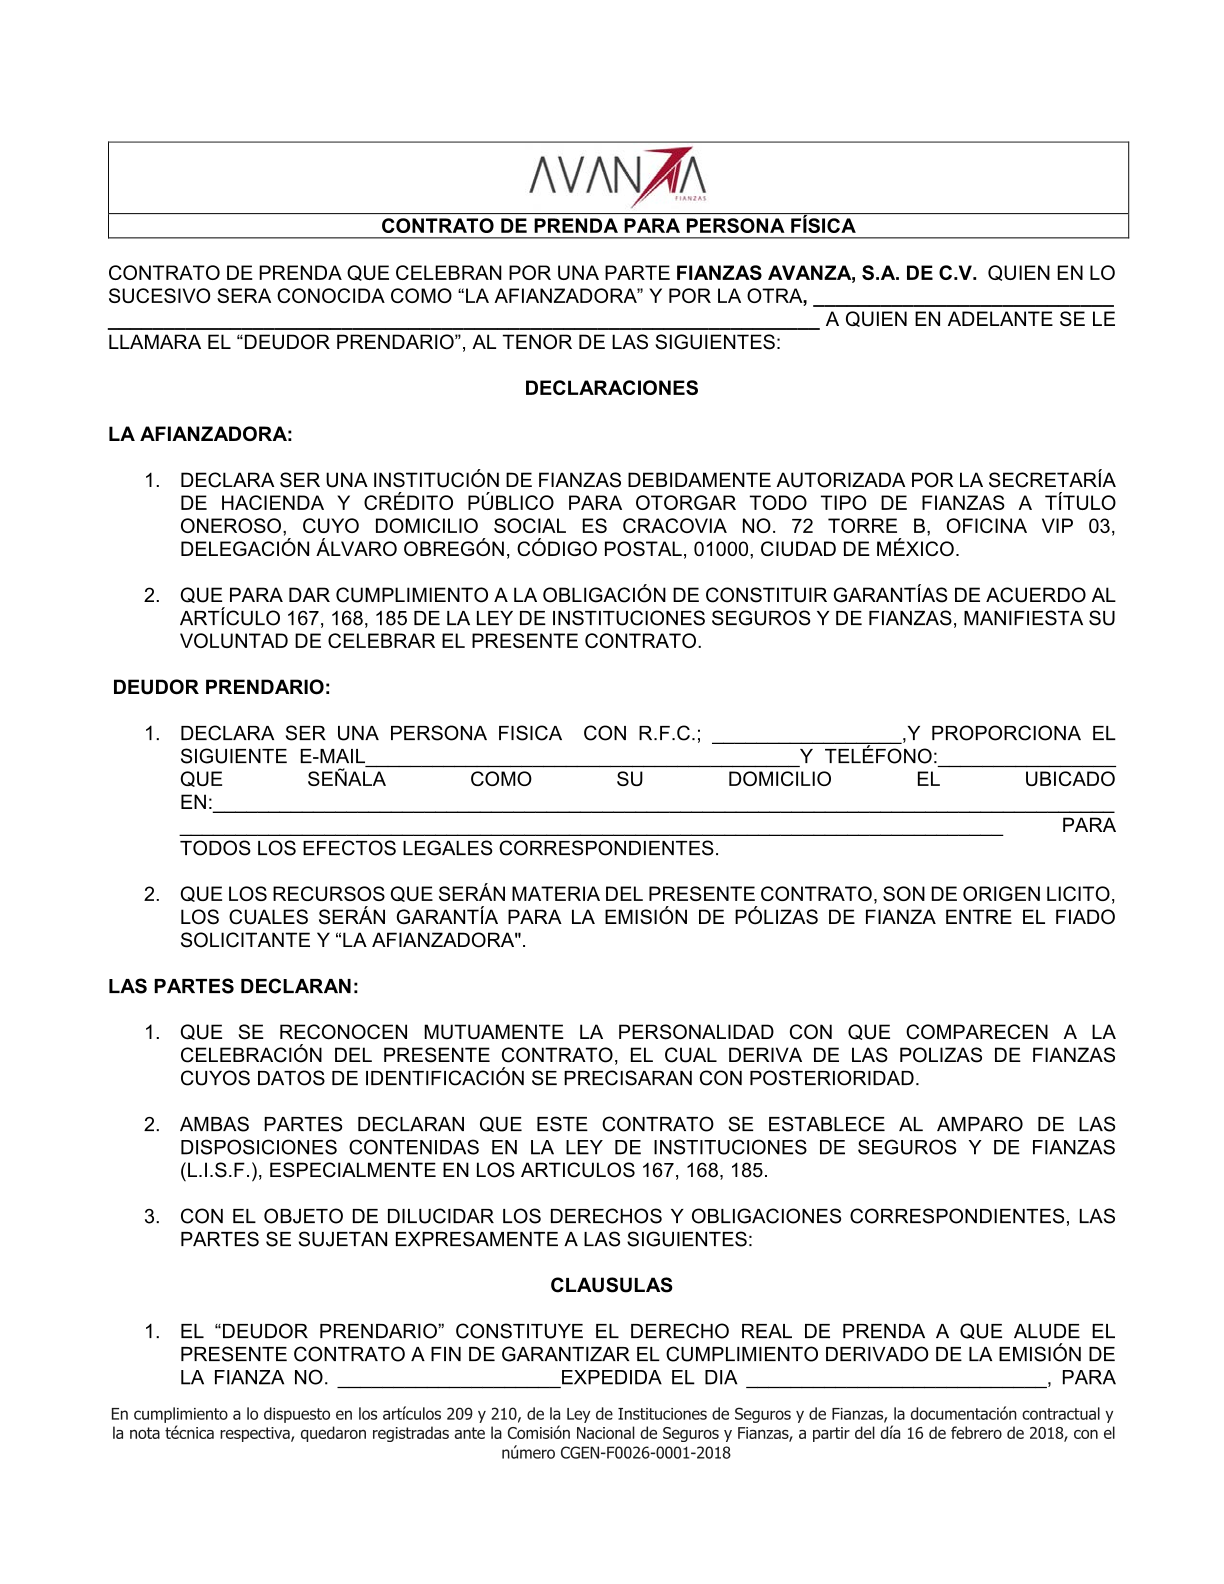 AVANZA
FIANZAS
CONTRATO DE PRENDA PARA PERSONA FÍSICA
CONTRATO DE PRENDA QUE CELEBRAN POR UNA PARTE FIANZAS AVANZA, S.A. DE C.V. QUIEN EN LO
SUCESIVO SERA CONOCIDA COMO “LA AFIANZADORA” Y POR LA OTRA, ___________________________
________________________________________________________________ A QUIEN EN ADELANTE SE LE
LLAMARA EL “DEUDOR PRENDARIO”, AL TENOR DE LAS SIGUIENTES:
DECLARACIONES
LA AFIANZADORA:
1. DECLARA SER UNA INSTITUCIÓN DE FIANZAS DEBIDAMENTE AUTORIZADA POR LA SECRETARÍA
DE HACIENDA Y CRÉDITO PÚBLICO PARA OTORGAR TODO TIPO DE FIANZAS A TÍTULO
ONEROSO, CUYO DOMICILIO SOCIAL ES CRACOVIA NO. 72 TORRE B, OFICINA VIP 03,
DELEGACIÓN ÁLVARO OBREGÓN, CÓDIGO POSTAL, 01000, CIUDAD DE MÉXICO.
2. QUE PARA DAR CUMPLIMIENTO A LA OBLIGACIÓN DE CONSTITUIR GARANTÍAS DE ACUERDO AL
ARTÍCULO 167, 168, 185 DE LA LEY DE INSTITUCIONES SEGUROS Y DE FIANZAS, MANIFIESTA SU
VOLUNTAD DE CELEBRAR EL PRESENTE CONTRATO.
DEUDOR PRENDARIO:
1. DECLARA SER UNA PERSONA FISICA CON R.F.C.; _________________,Y PROPORCIONA EL
SIGUIENTE E-MAIL_______________________________________Y TELÉFONO:________________
QUE SEÑALA COMO SU DOMICILIO EL UBICADO
EN:_________________________________________________________________________________
__________________________________________________________________________ PARA
TODOS LOS EFECTOS LEGALES CORRESPONDIENTES.
2. QUE LOS RECURSOS QUE SERÁN MATERIA DEL PRESENTE CONTRATO, SON DE ORIGEN LICITO,
LOS CUALES SERÁN GARANTÍA PARA LA EMISIÓN DE PÓLIZAS DE FIANZA ENTRE EL FIADO
SOLICITANTE Y “LA AFIANZADORA".
LAS PARTES DECLARAN:
1. QUE SE RECONOCEN MUTUAMENTE LA PERSONALIDAD CON QUE COMPARECEN A LA
CELEBRACIÓN DEL PRESENTE CONTRATO, EL CUAL DERIVA DE LAS POLIZAS DE FIANZAS
CUYOS DATOS DE IDENTIFICACIÓN SE PRECISARAN CON POSTERIORIDAD.
2. AMBAS PARTES DECLARAN QUE ESTE CONTRATO SE ESTABLECE AL AMPARO DE LAS
DISPOSICIONES CONTENIDAS EN LA LEY DE INSTITUCIONES DE SEGUROS Y DE FIANZAS
(L.I.S.F.), ESPECIALMENTE EN LOS ARTICULOS 167, 168, 185.
3. CON EL OBJETO DE DILUCIDAR LOS DERECHOS Y OBLIGACIONES CORRESPONDIENTES, LAS
PARTES SE SUJETAN EXPRESAMENTE A LAS SIGUIENTES:
CLAUSULAS
1. EL “DEUDOR PRENDARIO” CONSTITUYE EL DERECHO REAL DE PRENDA A QUE ALUDE EL
PRESENTE CONTRATO A FIN DE GARANTIZAR EL CUMPLIMIENTO DERIVADO DE LA EMISIÓN DE
LA FIANZA NO. ____________________EXPEDIDA EL DIA ___________________________, PARA
En cumplimiento a lo dispuesto en los artículos 209 y 210, de la Ley de Instituciones de Seguros y de Fianzas, la documentación contractual y
la nota técnica respectiva, quedaron registradas ante la Comisión Nacional de Seguros y Fianzas, a partir del día 16 de febrero de 2018, con el
número CGEN-F0026-0001-2018